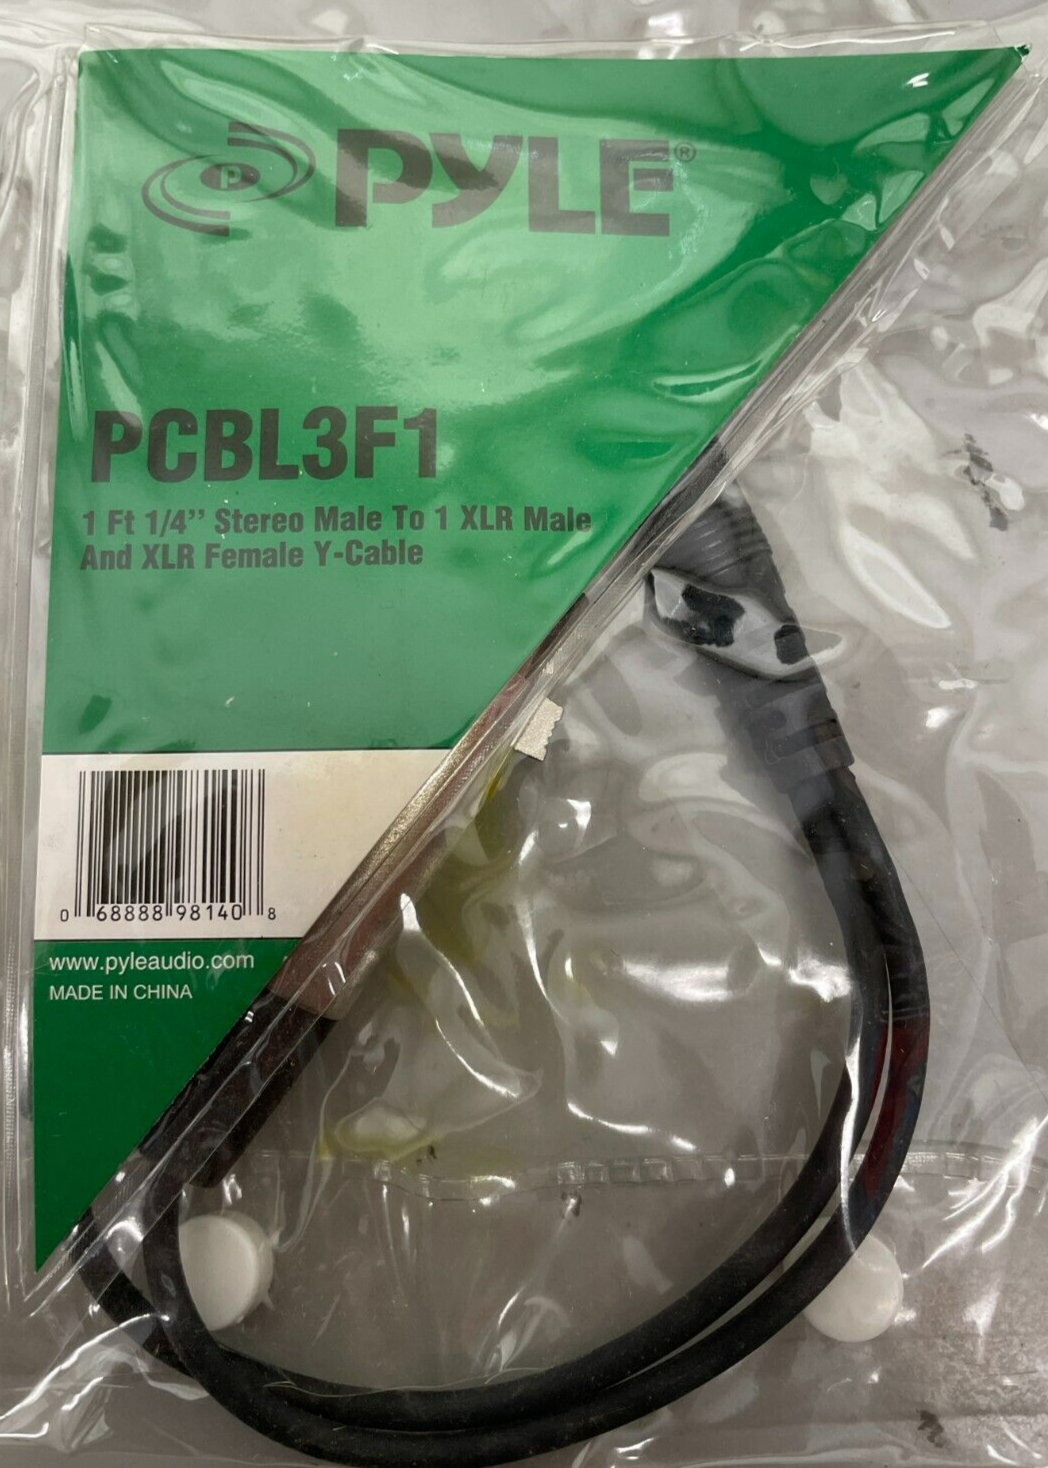 P PYLE®
PCBL3F1
1 Ft 1/4’’ Stereo Male To 1 XLR Male
And XLR Female Y-Cable
0 68888 98140 8
www.pyleaudio.com
MADE IN CHINA